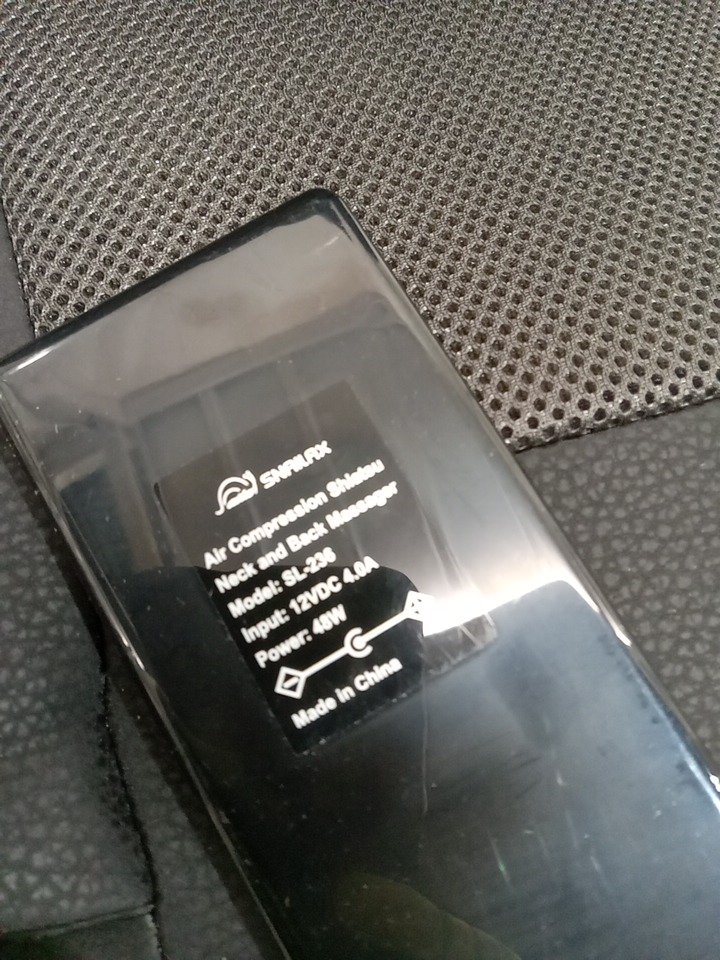 SNAILAX
Air Compression Shiatsu
Neck and Back Massager
Model: SL-236
Input: 12VDC 4.0A
Power: 48W
Made in China